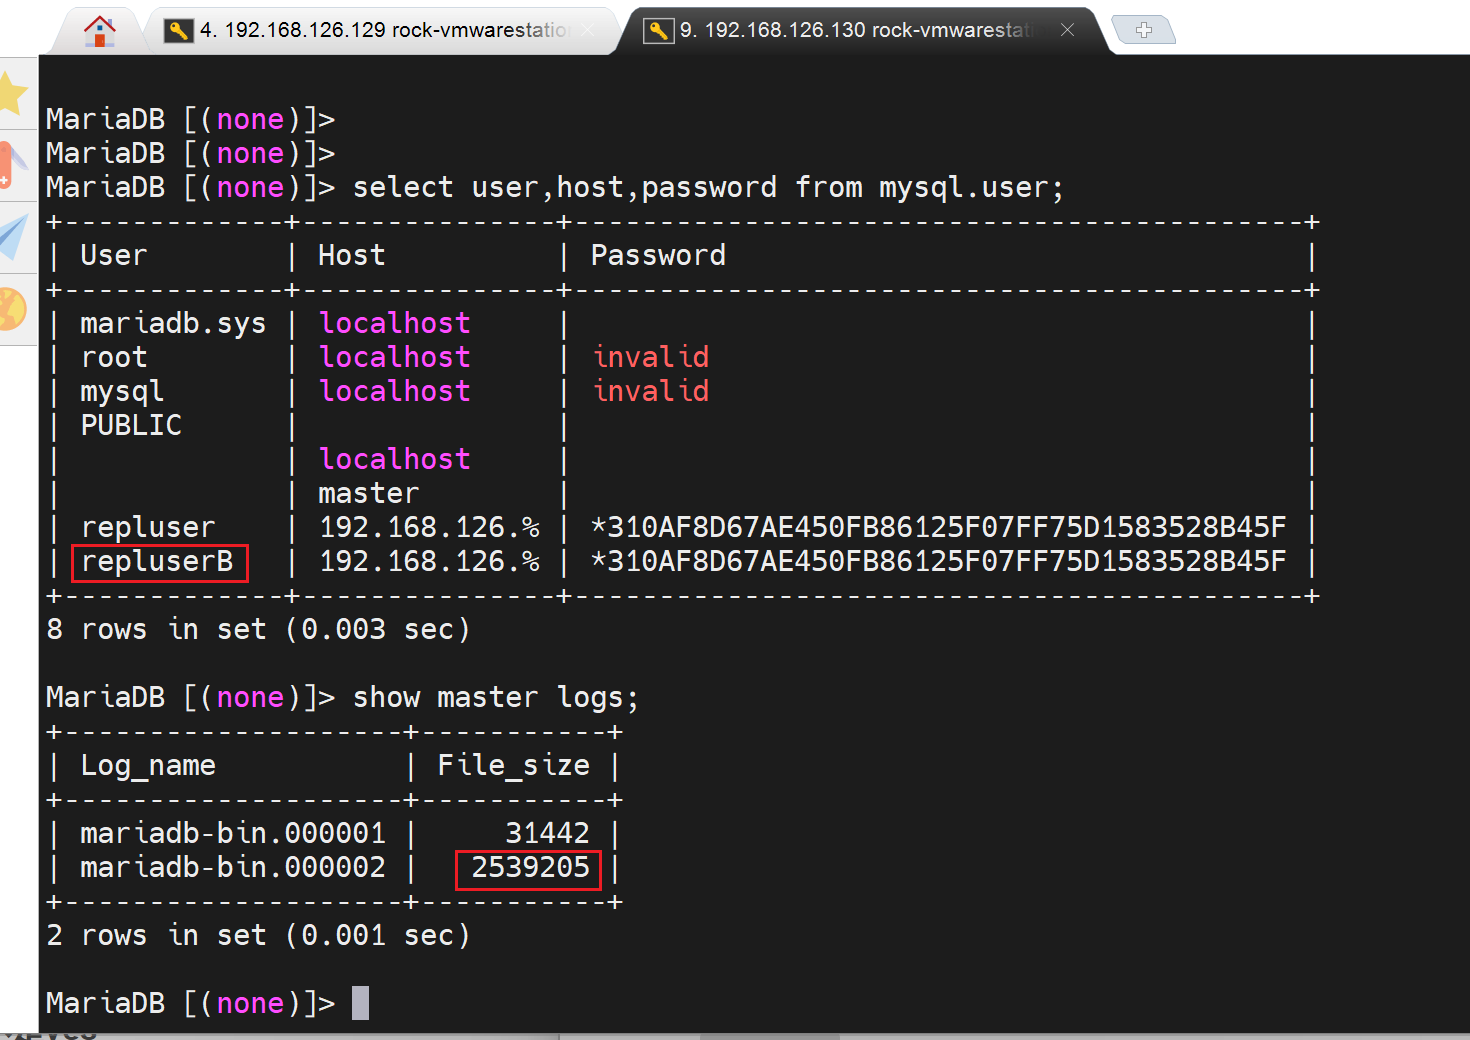 4. 192.168.126.129 rock-vmwarestation
9. 192.168.126.130 rock-vmwarestati
MariaDB [(none)]>
MariaDB [(none)]>
MariaDB [(none)]> select user,host,password from mysql.user;
+-------------+---------------+-------------------------------------------+
| User        | Host          | Password                                  |
+-------------+---------------+-------------------------------------------+
| mariadb.sys | localhost     |                                           |
| root        | localhost     | invalid                                   |
| mysql       | localhost     | invalid                                   |
| PUBLIC      |               |                                           |
|             | localhost     |                                           |
|             | master        |                                           |
| repluser    | 192.168.126.% | *310AF8D67AE450FB86125F07FF75D1583528B45F |
| repluserB   | 192.168.126.% | *310AF8D67AE450FB86125F07FF75D1583528B45F |
+-------------+---------------+-------------------------------------------+
8 rows in set (0.003 sec)
MariaDB [(none)]> show master logs;
+--------------------+-----------+
| Log_name           | File_size |
+--------------------+-----------+
| mariadb-bin.000001 |     31442 |
| mariadb-bin.000002 |   2539205 |
+--------------------+-----------+
2 rows in set (0.001 sec)
MariaDB [(none)]>